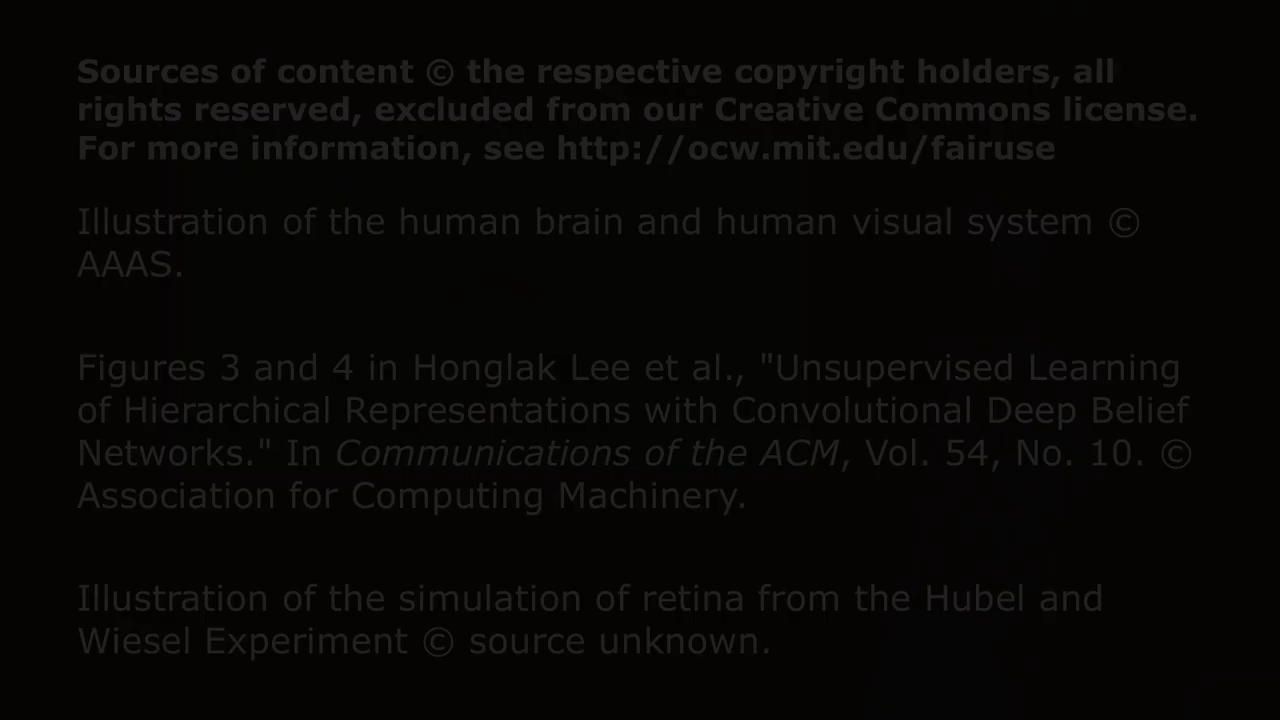 Sources of content © the respective copyright holders, all
rights reserved, excluded from our Creative Commons license.
For more information, see http://ocw.mit.edu/fairuse
Illustration of the human brain and human visual system ©
AAAS.
Figures 3 and 4 in Honglak Lee et al., "Unsupervised Learning
of Hierarchical Representations with Convolutional Deep Belief
Networks." In Communications of the ACM, Vol. 54, No. 10. ©
Association for Computing Machinery.
Illustration of the simulation of retina from the Hubel and
Wiesel Experiment © source unknown.